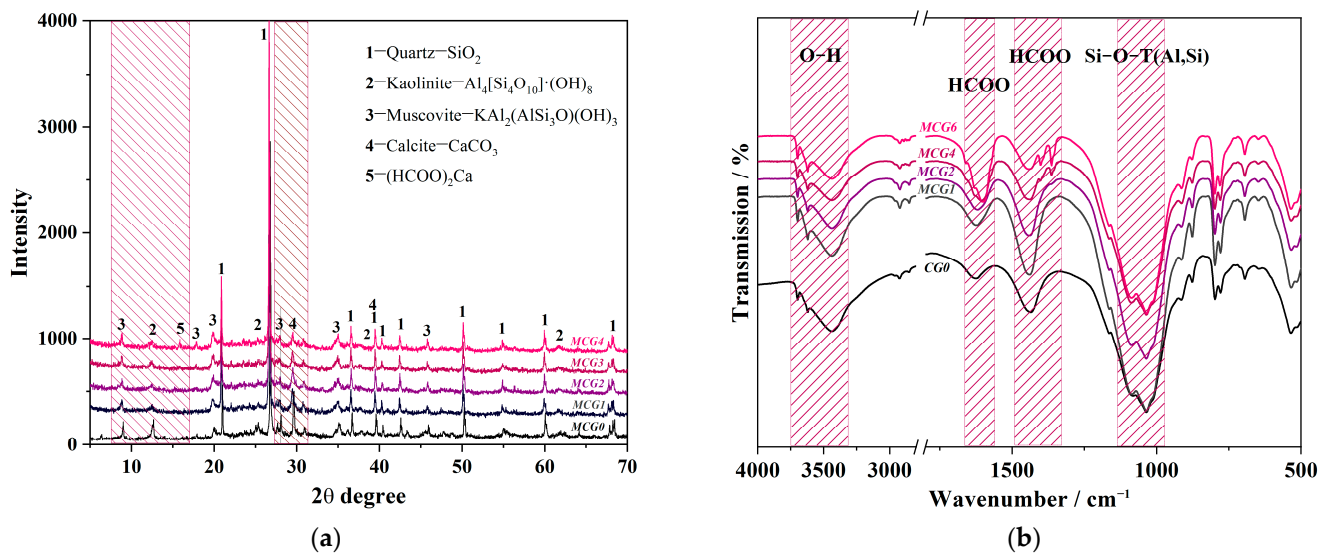 4000
3000
2000
1000
0
Intensity
10 20 30 40 50 60 70
2θ degree
1
1—Quartz—SiO2
2—Kaolinite—Al4[Si4O10]·(OH)8
3—Muscovite—KAl2(AlSi3O)(OH)3
4—Calcite—CaCO3
5—(HCOO)2Ca
3 2 5 3 3 1 2 3 4 3 1 2 4 1 1 1 3 1 1 1 2 1
MCG4
MCG3
MCG2
MCG1
MCG0
(a)
Transmission / %
O-H
HCOO
HCOO
Si-O-T(Al,Si)
MCG6
MCG4
MCG2
MCG1
CG0
4000 3500 3000 1500 1000 500
Wavenumber / cm⁻¹
(b)